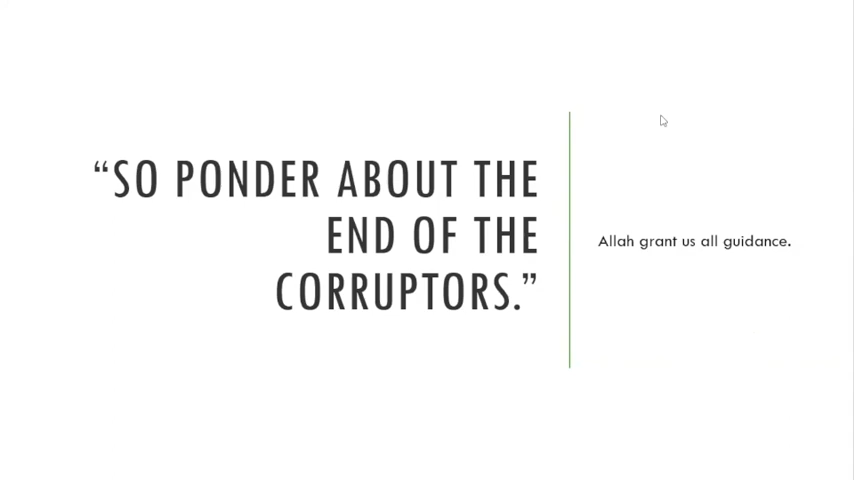 “SO PONDER ABOUT THE
END OF THE
CORRUPTORS.”
Allah grant us all guidance.